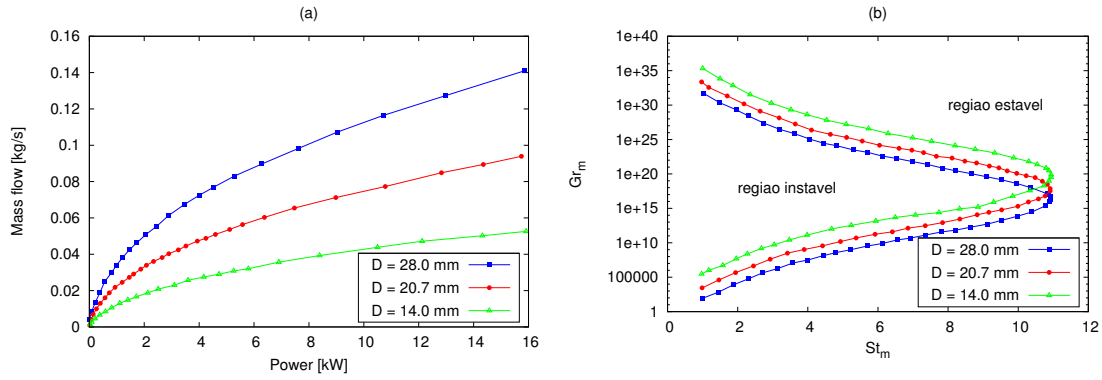 (a)
Mass flow [kg/s]
0.16
0.14
0.12
0.1
0.08
0.06
0.04
0.02
0
0 2 4 6 8 10 12 14 16
Power [kW]
D = 28.0 mm
D = 20.7 mm
D = 14.0 mm
(b)
Gr_m
1e+40
1e+35
1e+30
1e+25
1e+20
1e+15
1e+10
100000
1
0 2 4 6 8 10 12
St_m
regiao estavel
regiao instavel
D = 28.0 mm
D = 20.7 mm
D = 14.0 mm